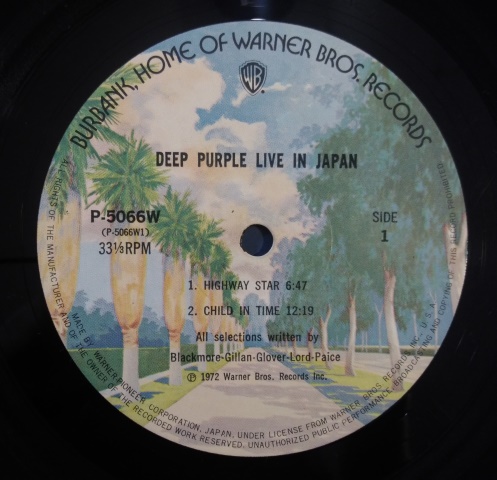 BURBANK, HOME OF WARNER BROS. RECORDS
WB
DEEP PURPLE LIVE IN JAPAN
P-5066W
(P-5066W1)
33⅓RPM
SIDE
1
1. HIGHWAY STAR 6:47
2. CHILD IN TIME 12:19
All selections written by
Blackmore-Gillan-Glover-Lord-Paice
℗ 1972 Warner Bros. Records Inc.
MADE BY WARNER-PIONEER CORPORATION, JAPAN, UNDER LICENSE FROM WARNER BROS RECORDS INC., U.S.A.
ALL RIGHTS OF THE MANUFACTURER AND OF THE OWNER OF THE RECORDED WORK RESERVED. UNAUTHORIZED PUBLIC PERFORMANCE, BROADCASTING AND COPYING OF THIS RECORD PROHIBITED